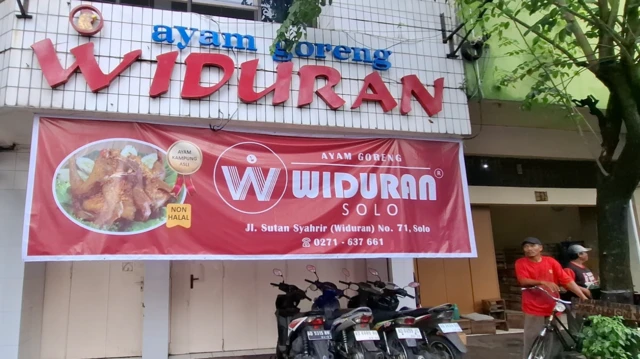 ayam goreng
WIDURAN
AYAM
KAMPUNG
ASLI
NON
HALAL
W
AYAM GORENG
WIDURAN®
SOLO
Jl. Sutan Syahrir (Widuran) No. 71, Solo
☎ 0271 - 637 661